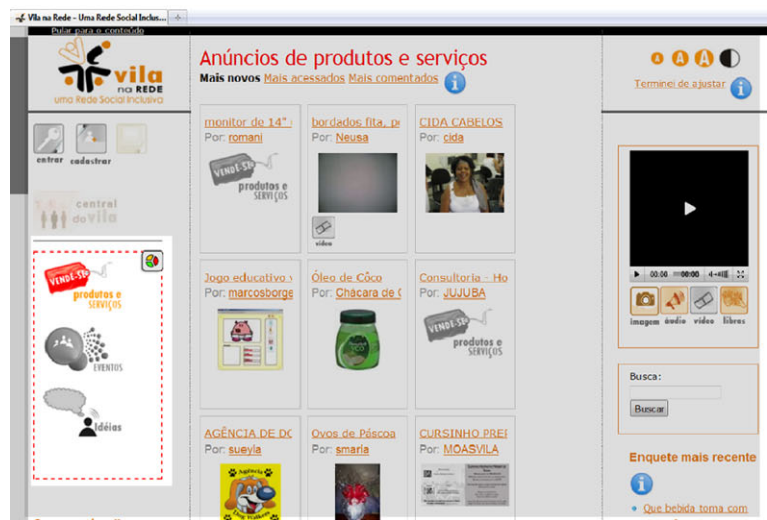 Vila na Rede - Uma Rede Social Inclus...
Pular para o conteúdo
vila
na REDE
uma Rede Social Inclusiva
entrar cadastrar
central
da vila
VENDE-SE
produtos e
SERVIÇOS
EVENTOS
Idéias
Anúncios de produtos e serviços
Mais novos Mais acessados Mais comentados
monitor de 14"
Por: romani
VENDE-SE
produtos e
SERVIÇOS
bordados fita, pe
Por: Neusa
vídeo
CIDA CABELOS
Por: cida
Jogo educativo v
Por: marcosborge
Óleo de Côco
Por: Chácara de C
Consultoria - Ho
Por: JUJUBA
VENDE-SE
produtos e
SERVIÇOS
AGÊNCIA DE DO
Por: sueyla
Agência
Dog Walkers
Ovos de Páscoa
Por: smaria
CURSINHO PREI
Por: MOASVILA
A A A
Terminei de ajustar
00:00 00:00
imagem áudio vídeo libras
Busca:
Buscar
Enquete mais recente
Que bebida toma com